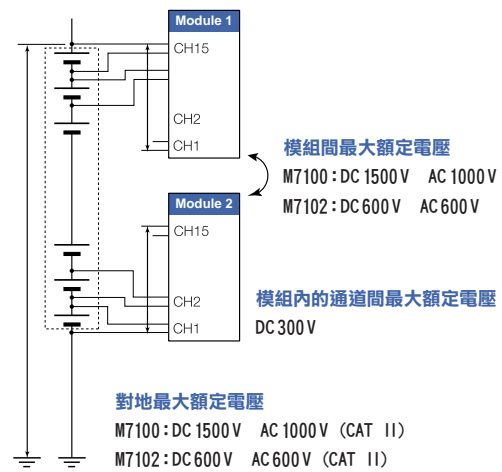 Module 1
CH15
CH2
CH1
模組間最大額定電壓
M7100：DC 1500 V   AC 1000 V
M7102：DC 600 V   AC 600 V
Module 2
CH15
CH2
CH1
模組內的通道間最大額定電壓
DC 300 V
對地最大額定電壓
M7100：DC 1500 V   AC 1000 V（CAT II）
M7102：DC 600 V   AC 600 V（CAT II）